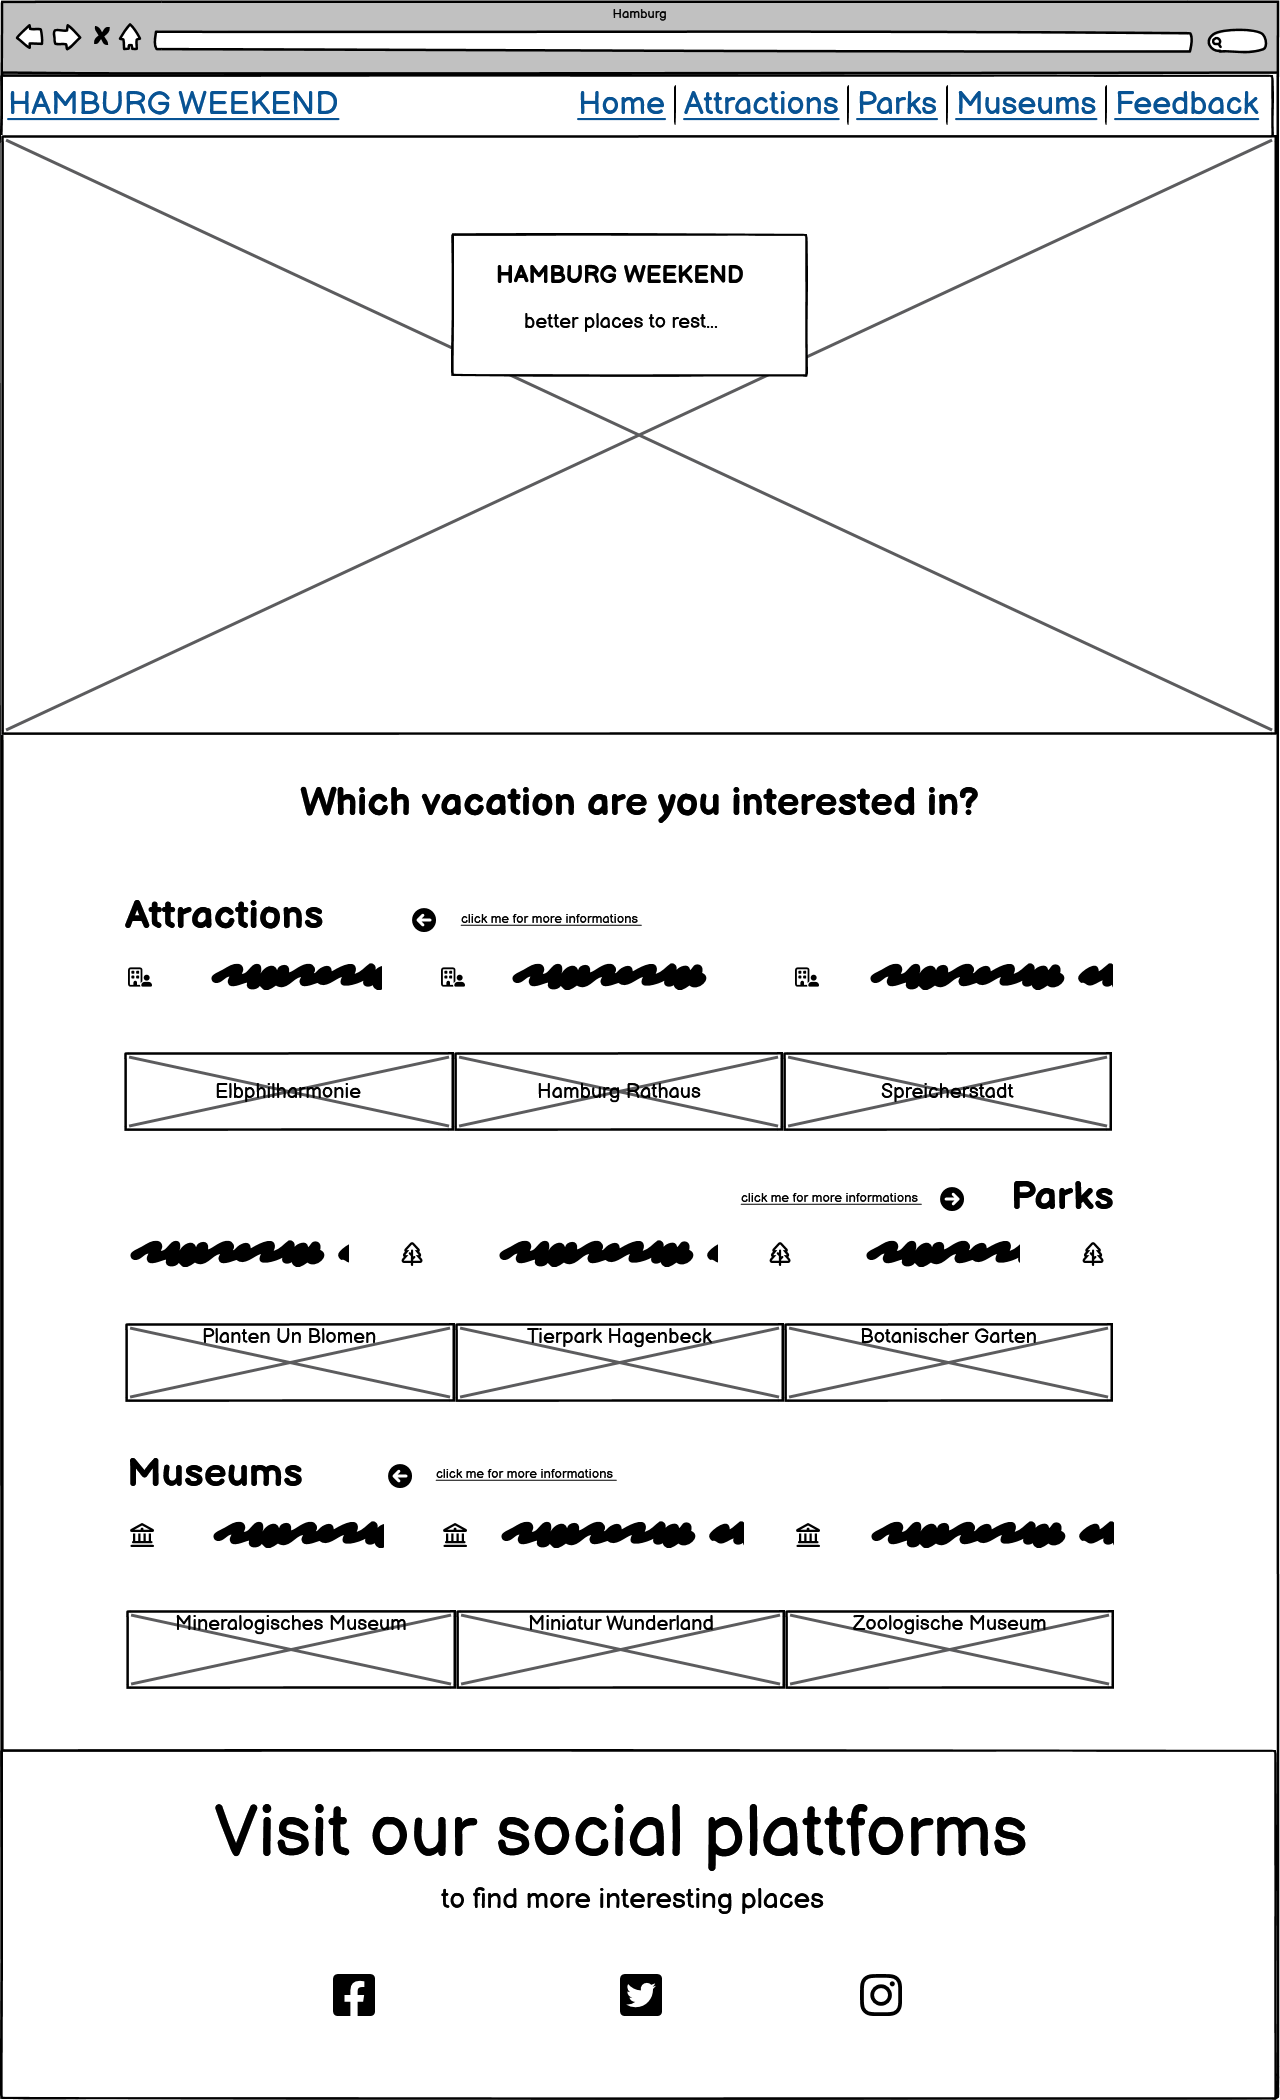 Hamburg
HAMBURG WEEKEND
Home Attractions Parks Museums Feedback
HAMBURG WEEKEND
better places to rest...
Which vacation are you interested in?
Attractions click me for more informations
Elbphilharmonie Hamburg Rathaus Spreicherstadt
click me for more informations Parks
Planten Un Blomen Tierpark Hagenbeck Botanischer Garten
Museums click me for more informations
Mineralogisches Museum Miniatur Wunderland Zoologische Museum
Visit our social plattforms
to find more interesting places